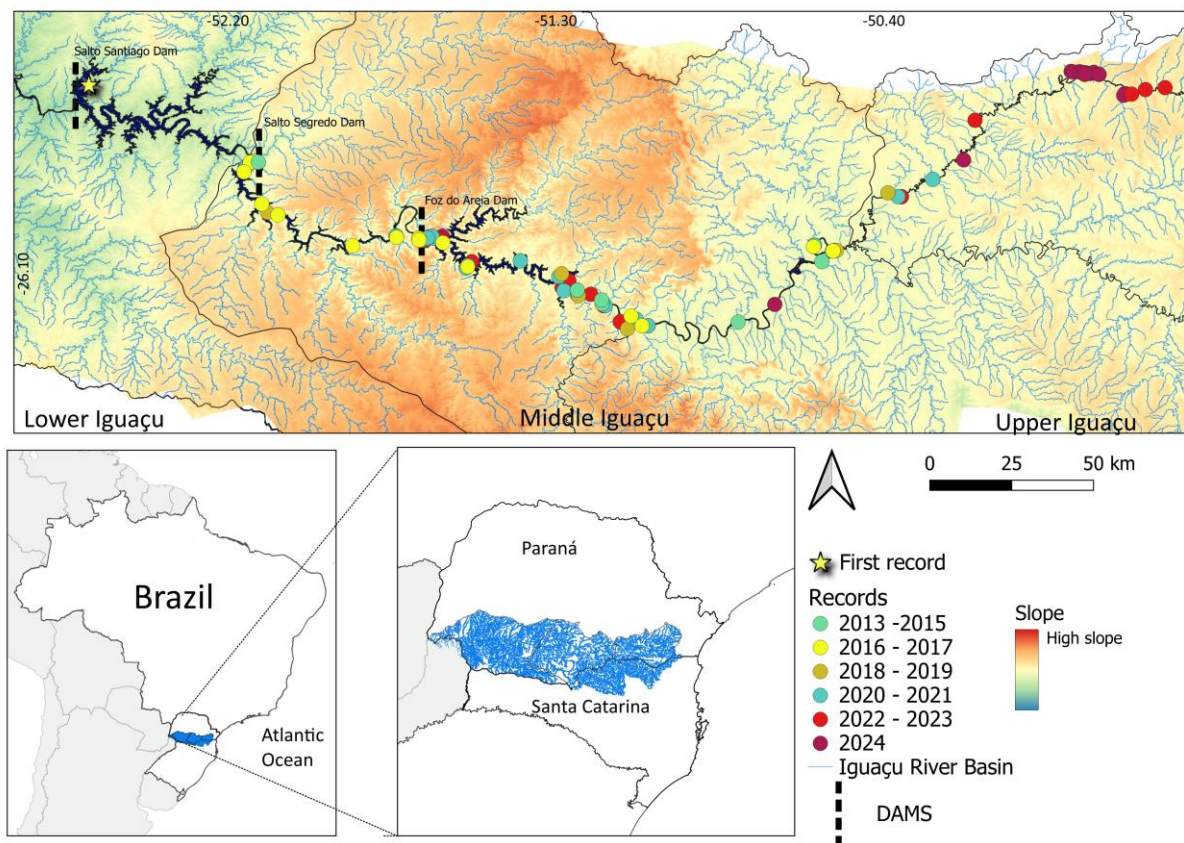 -52.20
-51.30
-50.40
Salto Santiago Dam
Salto Segredo Dam
Foz do Areia Dam
-26.10
Lower Iguaçu
Middle Iguaçu
Upper Iguaçu
0 25 50 km
Brazil
Atlantic
Ocean
Paraná
Santa Catarina
First record
Records
2013 -2015
2016 - 2017
2018 - 2019
2020 - 2021
2022 - 2023
2024
Iguaçu River Basin
DAMS
Slope
High slope